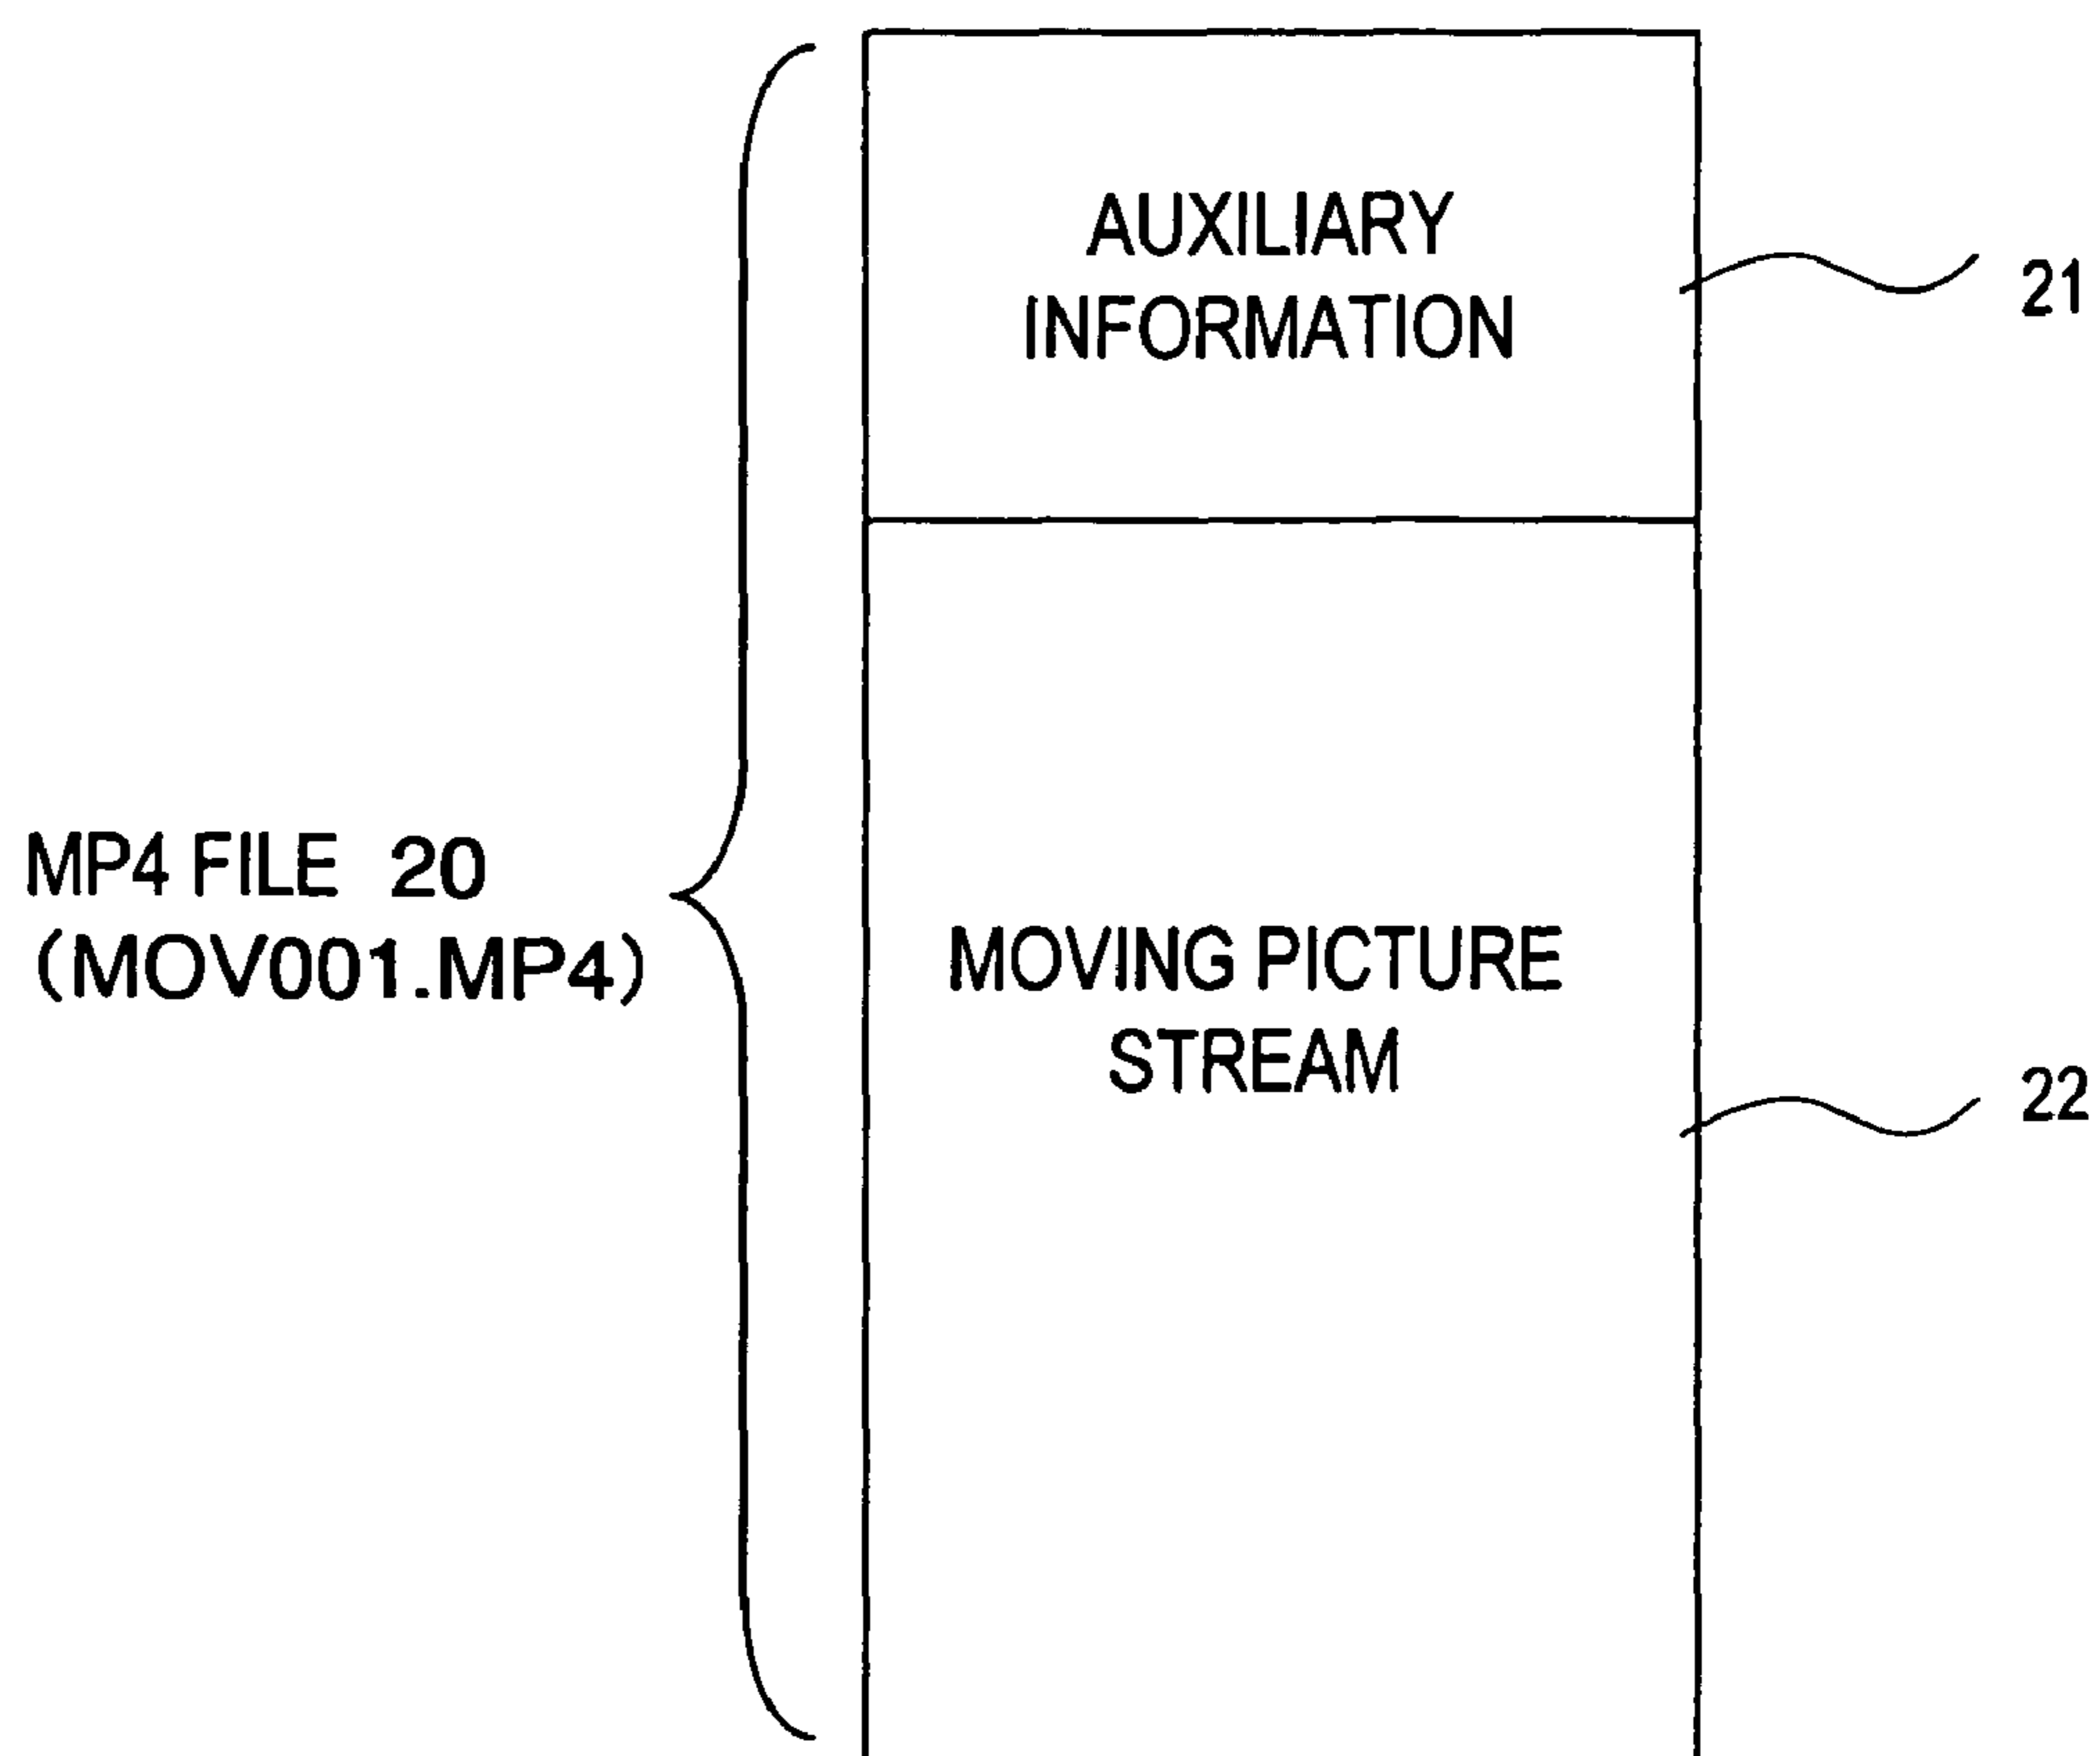 AUXILIARY
INFORMATION
21
MP4 FILE 20
(MOV001.MP4)
MOVING PICTURE
STREAM
22